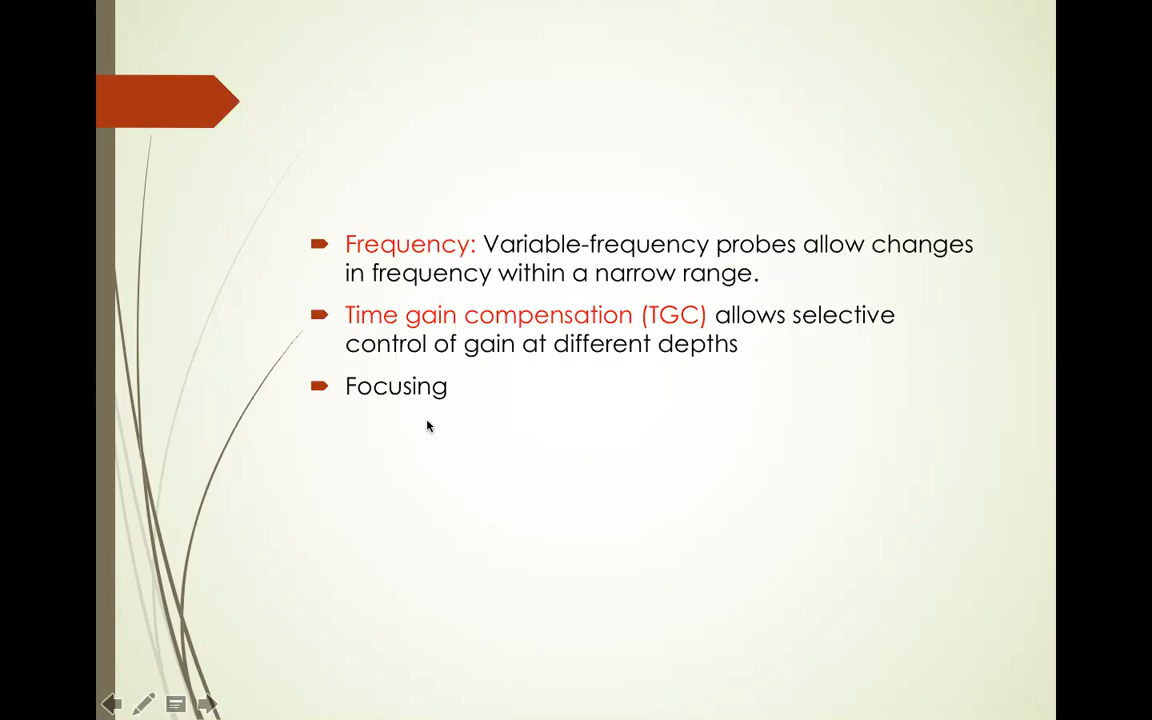 Frequency: Variable-frequency probes allow changes
in frequency within a narrow range.
Time gain compensation (TGC) allows selective
control of gain at different depths
Focusing